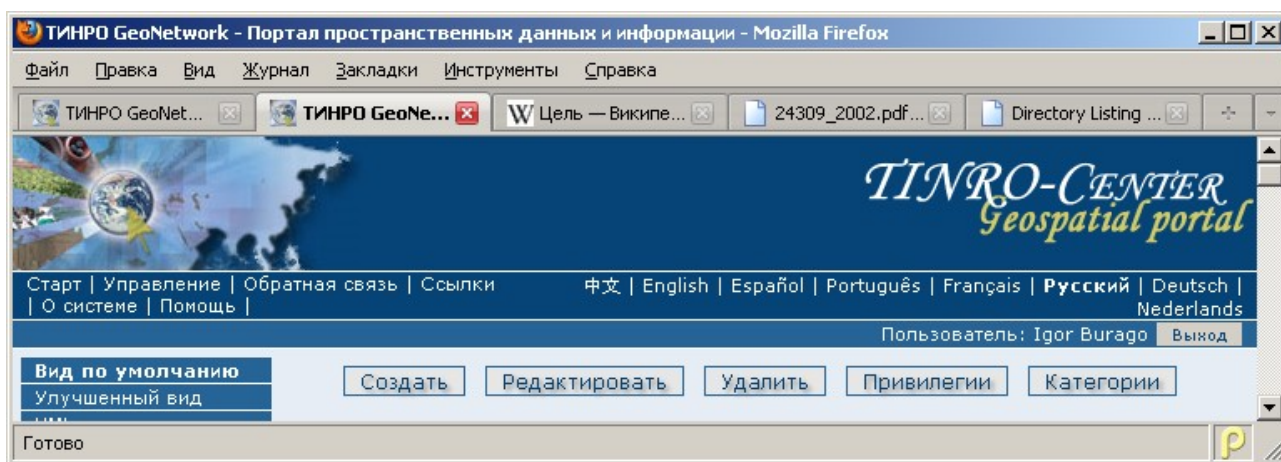 ТИНРО GeoNetwork - Портал пространственных данных и информации - Mozilla Firefox
Файл Правка Вид Журнал Закладки Инструменты Справка
ТИНРО GeoNet... ТИНРО GeoNe... W Цель — Википе... 24309_2002.pdf... Directory Listing ...
TINRO-CENTER
Geospatial portal
Старт | Управление | Обратная связь | Ссылки 中文 | English | Español | Português | Français | Русский | Deutsch |
| О системе | Помощь | Nederlands
Пользователь: Igor Burago Выход
Вид по умолчанию Создать Редактировать Удалить Привилегии Категории
Улучшенный вид
Готово